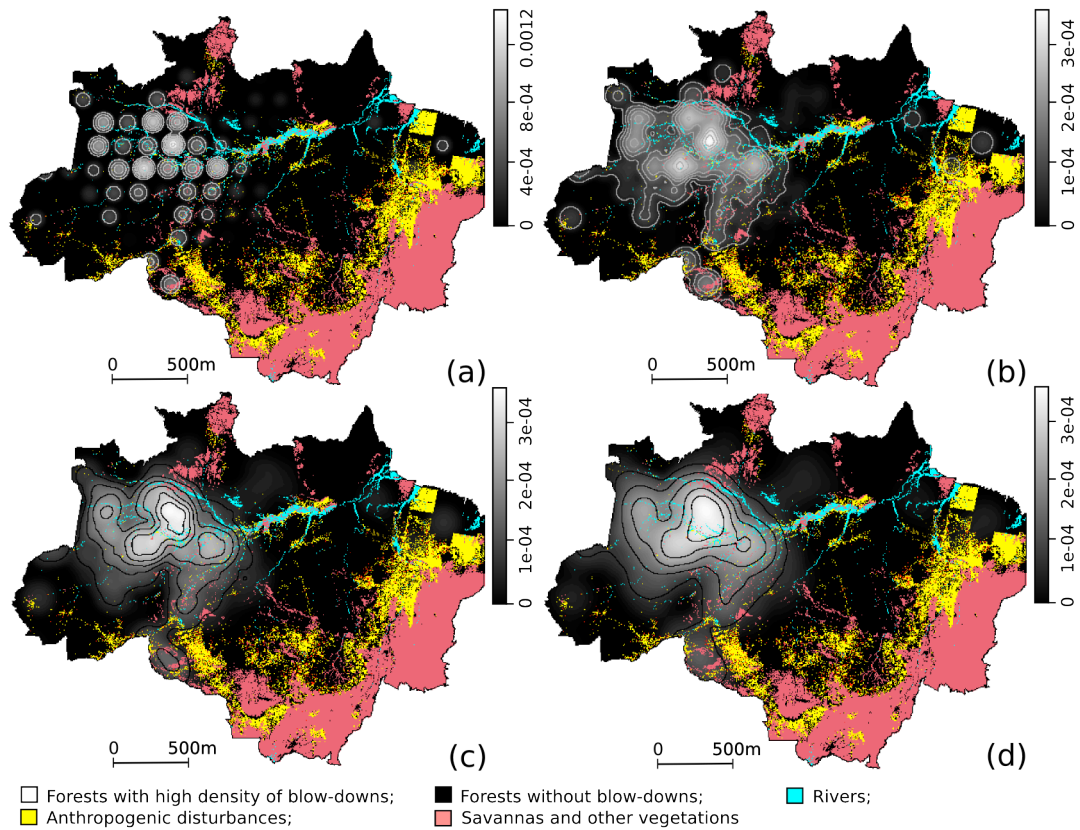 0 4e-04 8e-04 0.0012
0 1e-04 2e-04 3e-04
0 500m
(a)
0 500m
(b)
0 1e-04 2e-04 3e-04
0 1e-04 2e-04 3e-04
0 500m
(c)
0 500m
(d)
Forests with high density of blow-downs; Forests without blow-downs; Rivers;
Anthropogenic disturbances; Savannas and other vegetations